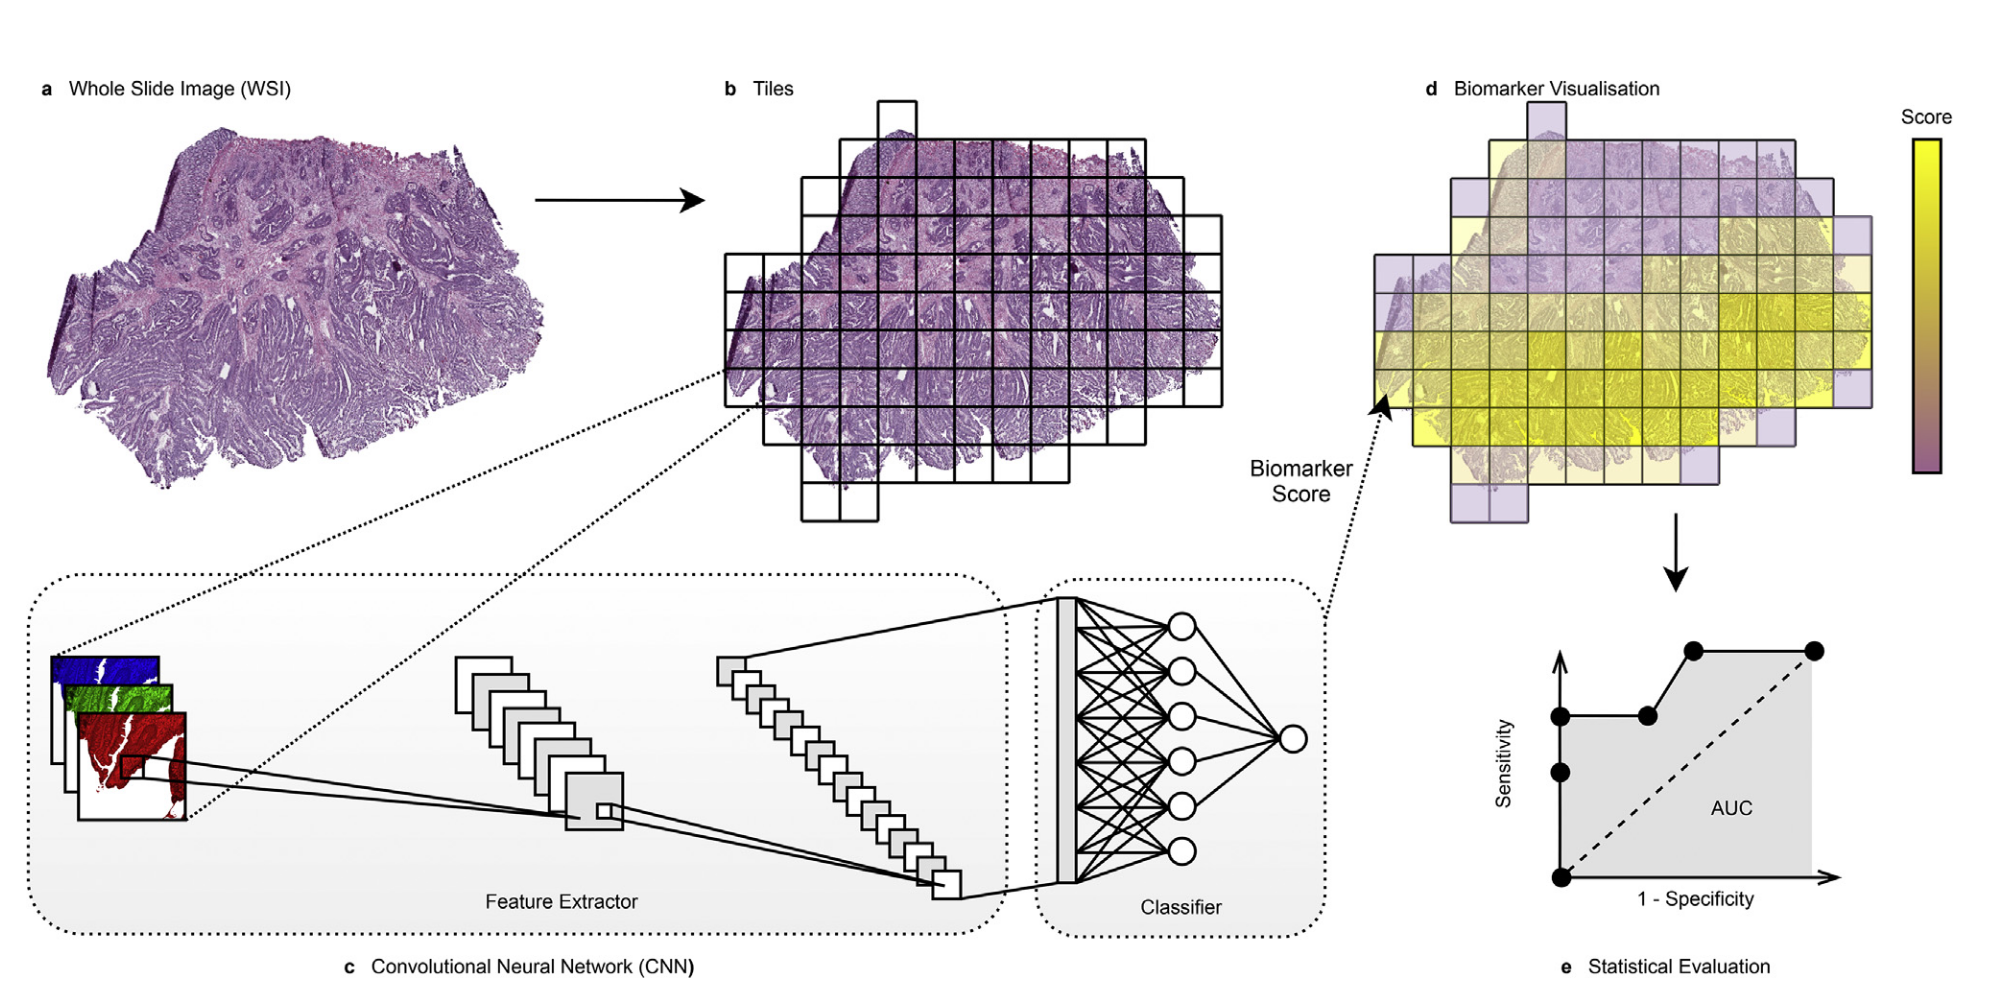 a Whole Slide Image (WSI)
b Tiles
d Biomarker Visualisation
Score
Biomarker
Score
Feature Extractor
Classifier
c Convolutional Neural Network (CNN)
Sensitivity
AUC
1 - Specificity
e Statistical Evaluation